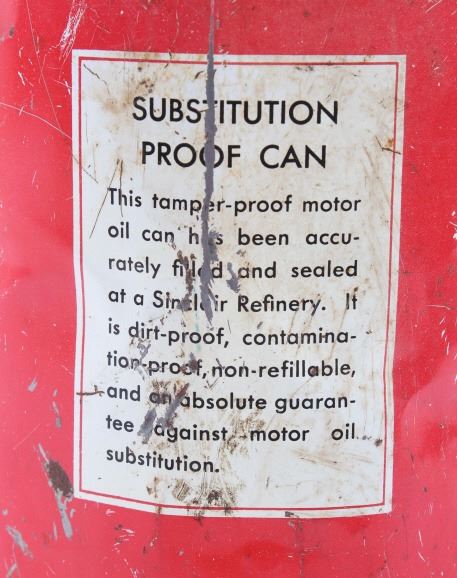 SUBSTITUTION
PROOF CAN
This tamper-proof motor
oil can has been accu-
rately filled and sealed
at a Sinclair Refinery. It
is dirt-proof, contamina-
tion-proof, non-refillable,
and an absolute guaran-
tee against motor oil
substitution.